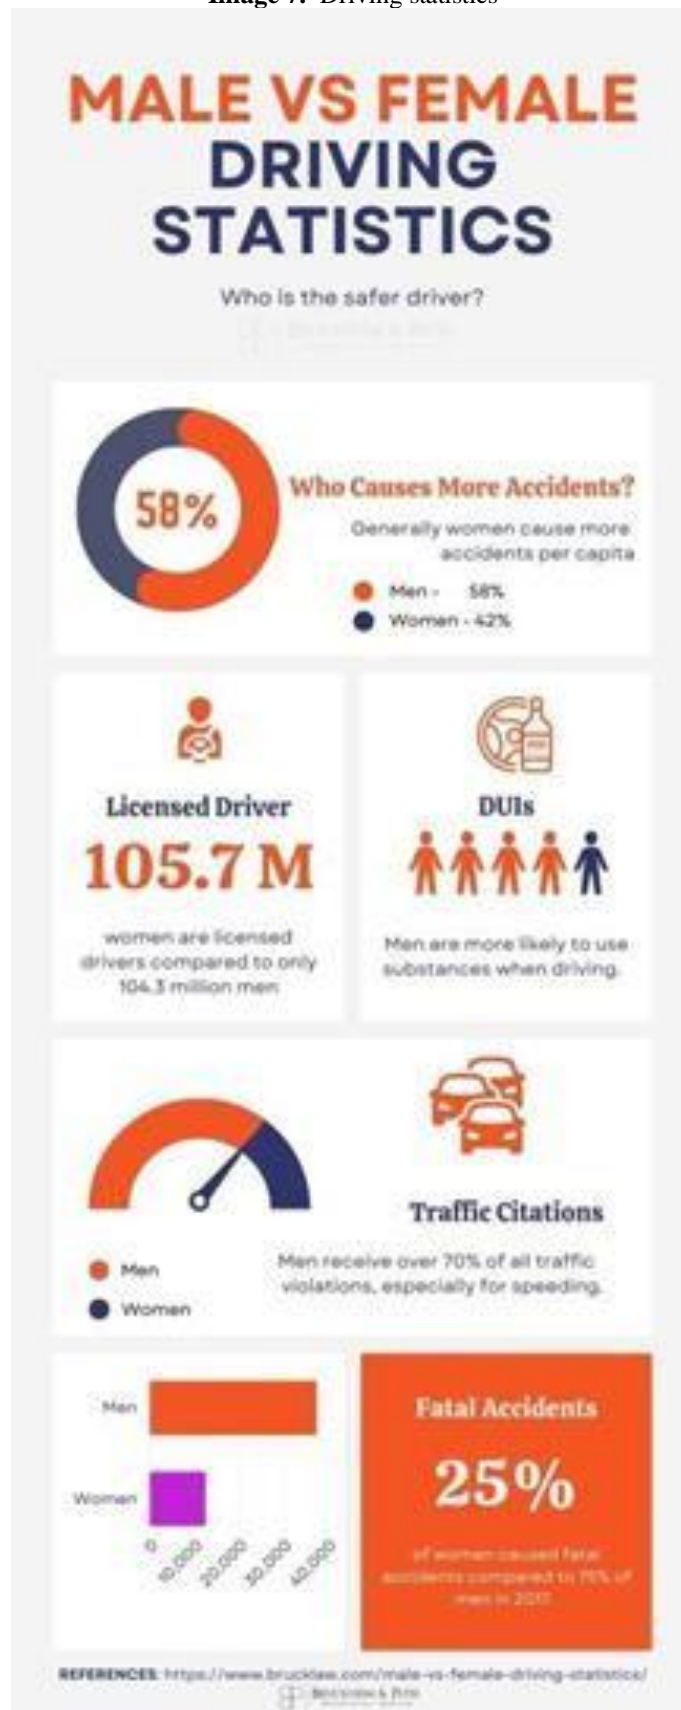 Image 7. Driving statistics
MALE VS FEMALE
DRIVING
STATISTICS
Who is the safer driver?
58%
Who Causes More Accidents?
Generally women cause more
accidents per capita
Men - 58%
Women - 42%
Licensed Driver
105.7 M
women are licensed
drivers compared to only
104.3 million men
DUIs
Men are more likely to use
substances when driving.
Traffic Citations
Men receive over 70% of all traffic
violations, especially for speeding.
Men
Women
Men
Women
0
10,000
20,000
30,000
40,000
Fatal Accidents
25%
of women caused fatal
accidents compared to 75% of
men in 2017
REFERENCES: https://www.brucklaw.com/male-vs-female-driving-statistics/